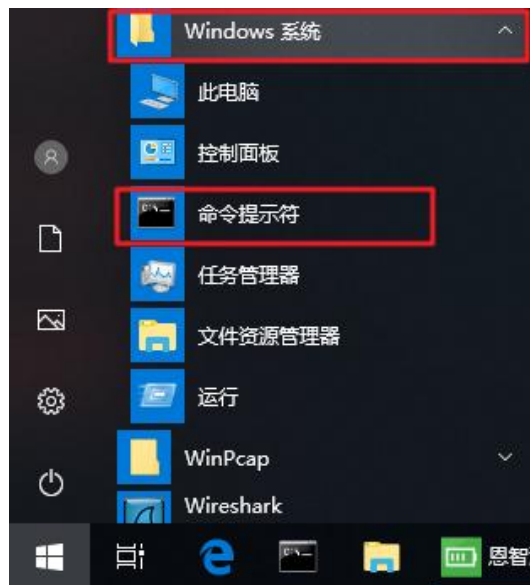 Windows 系统
此电脑
控制面板
命令提示符
任务管理器
文件资源管理器
运行
WinPcap
Wireshark
恩智